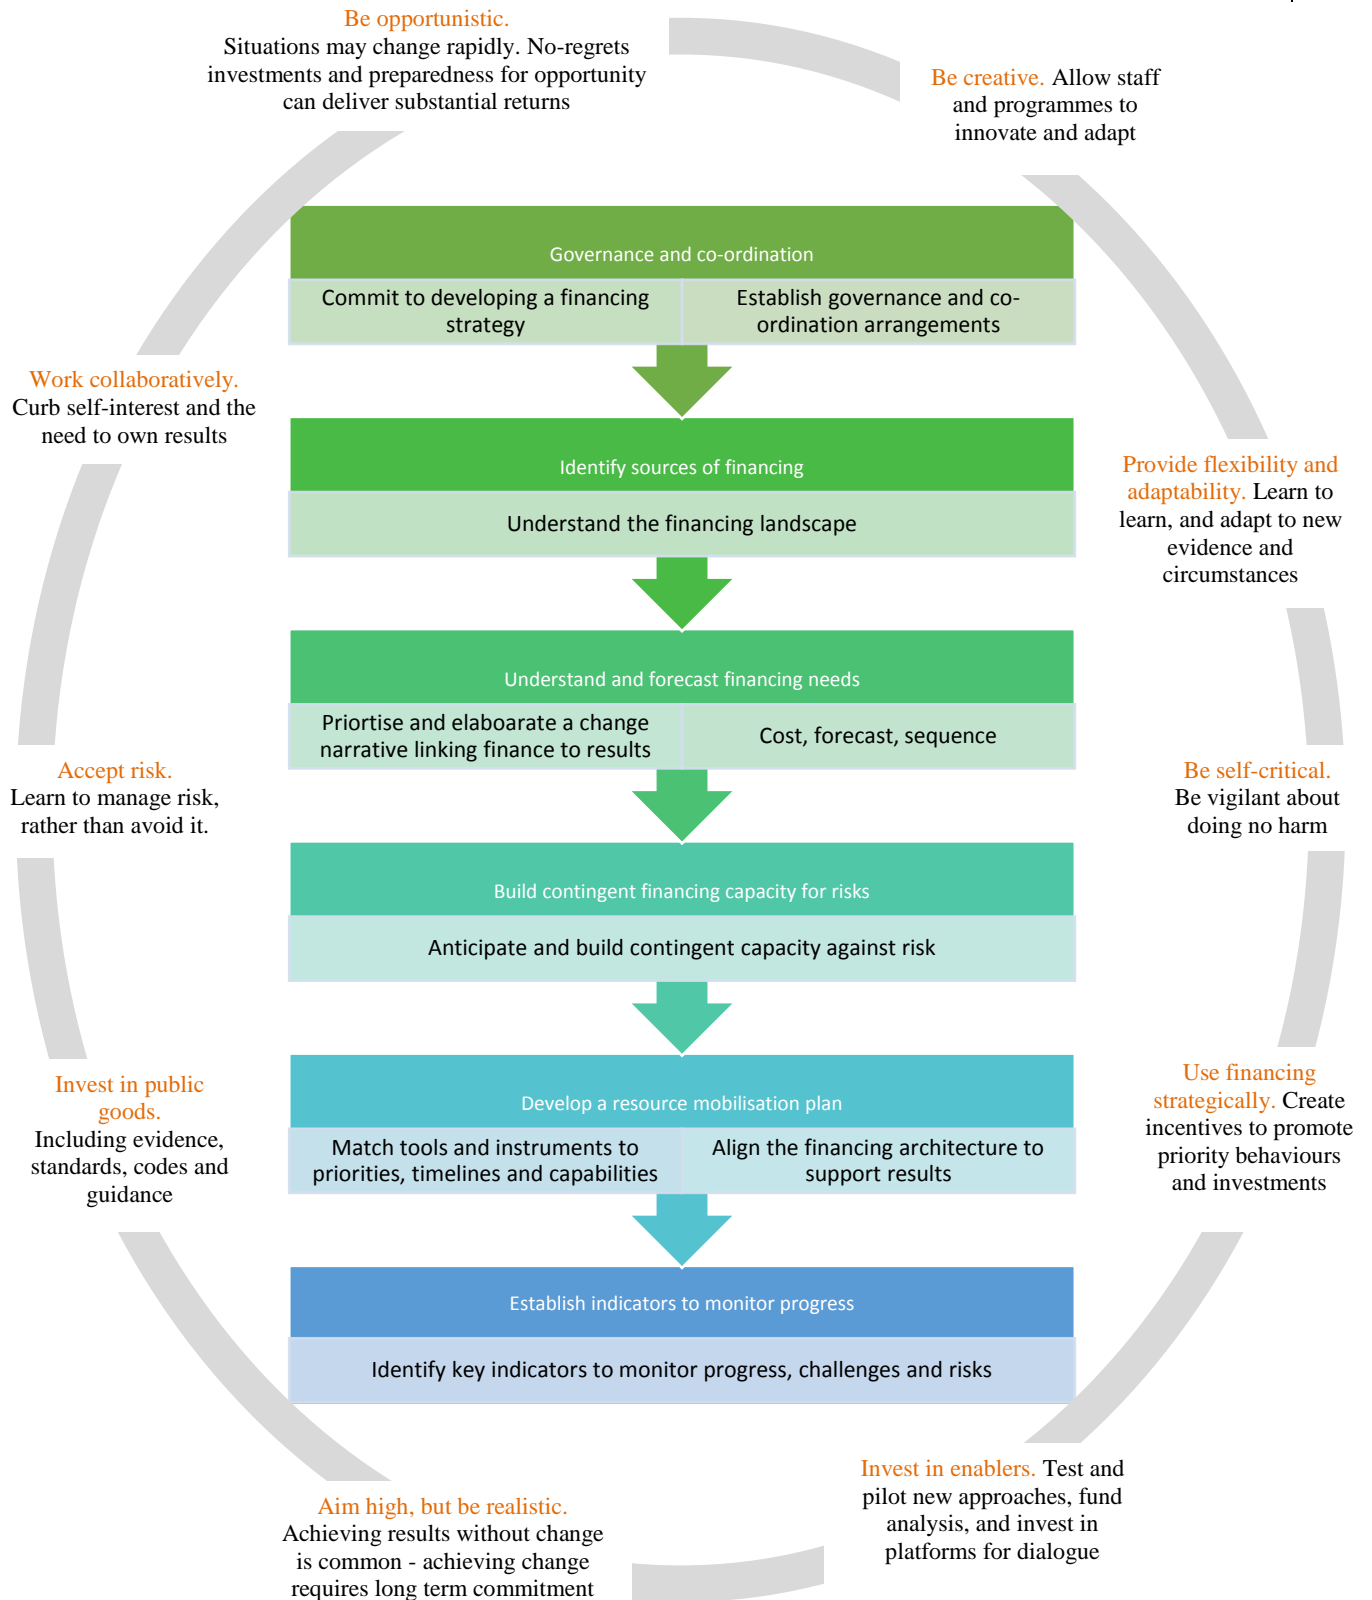 Be opportunistic.
Situations may change rapidly. No-regrets
investments and preparedness for opportunity
can deliver substantial returns
Be creative. Allow staff
and programmes to
innovate and adapt
Governance and co-ordination
Commit to developing a financing
strategy
Establish governance and co-
ordination arrangements
Work collaboratively.
Curb self-interest and the
need to own results
Identify sources of financing
Understand the financing landscape
Provide flexibility and
adaptability. Learn to
learn, and adapt to new
evidence and
circumstances
Understand and forecast financing needs
Priortise and elaboarate a change
narrative linking finance to results
Cost, forecast, sequence
Accept risk.
Learn to manage risk,
rather than avoid it.
Be self-critical.
Be vigilant about
doing no harm
Build contingent financing capacity for risks
Anticipate and build contingent capacity against risk
Invest in public
goods.
Including evidence,
standards, codes and
guidance
Develop a resource mobilisation plan
Match tools and instruments to
priorities, timelines and capabilities
Align the financing architecture to
support results
Use financing
strategically. Create
incentives to promote
priority behaviours
and investments
Establish indicators to monitor progress
Identify key indicators to monitor progress, challenges and risks
Aim high, but be realistic.
Achieving results without change
is common - achieving change
requires long term commitment
Invest in enablers. Test and
pilot new approaches, fund
analysis, and invest in
platforms for dialogue